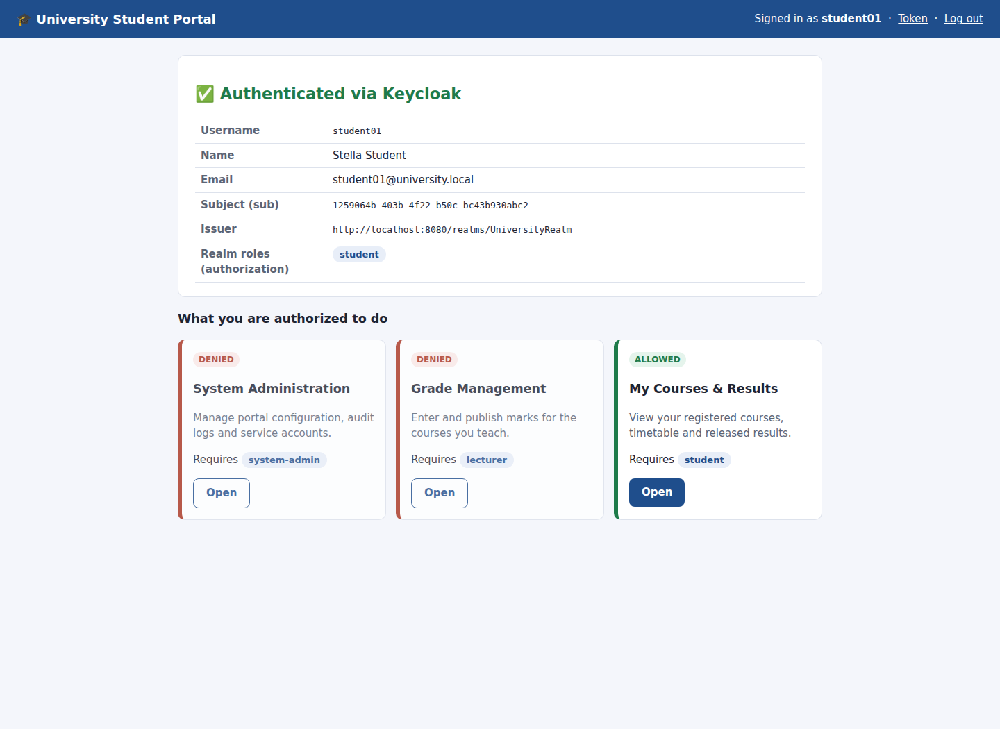 🎓 University Student Portal
Signed in as student01 · Token · Log out
✅ Authenticated via Keycloak
Username student01
Name Stella Student
Email student01@university.local
Subject (sub) 1259064b-403b-4f22-b50c-bc43b930abc2
Issuer http://localhost:8080/realms/UniversityRealm
Realm roles student
(authorization)
What you are authorized to do
DENIED
System Administration
Manage portal configuration, audit
logs and service accounts.
Requires system-admin
Open
DENIED
Grade Management
Enter and publish marks for the
courses you teach.
Requires lecturer
Open
ALLOWED
My Courses & Results
View your registered courses,
timetable and released results.
Requires student
Open